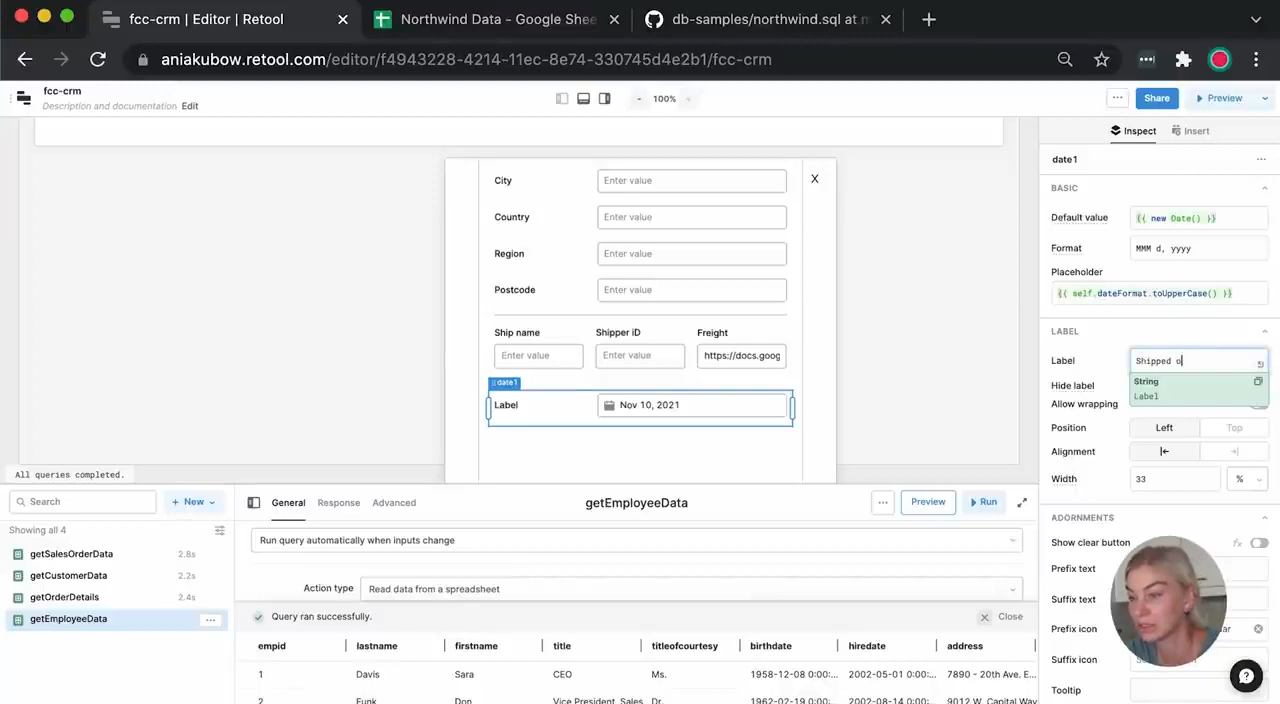 fcc-crm | Editor | Retool
Northwind Data - Google Shee
db-samples/northwind.sql at m
aniakubow.retool.com/editor/f4943228-4214-11ec-8e74-330745d4e2b1/fcc-crm
fcc-crm
Description and documentation Edit
- 100%
Share
Preview
Inspect
Insert
date1
BASIC
Default value
{{ new Date() }}
Format
MMM d, yyyy
Placeholder
{{ self.dateFormat.toUpperCase() }}
LABEL
Label
Shipped o
String
Label
Hide label
Allow wrapping
Position
Left
Top
Alignment
Width
33
%
ADORNMENTS
Show clear button
fx
Prefix text
Suffix text
Prefix icon
ar
Suffix icon
Tooltip
City
Enter value
X
Country
Enter value
Region
Enter value
Postcode
Enter value
Ship name
Shipper iD
Freight
Enter value
Enter value
https://docs.goog
date1
Label
Nov 10, 2021
All queries completed.
Search
+ New
Showing all 4
getSalesOrderData 2.8s
getCustomerData 2.2s
getOrderDetails 2.4s
getEmployeeData
General
Response
Advanced
getEmployeeData
Preview
Run
Run query automatically when inputs change
Action type
Read data from a spreadsheet
Query ran successfully.
Close
empid lastname firstname title titleofcourtesy birthdate hiredate address
1 Davis Sara CEO Ms. 1958-12-08 0:00:... 2002-05-01 0:00:... 7890 - 20th Ave. E...
2 Funk Don Vice President, Sales Dr. 1962-02-19 0:00:... 2002-08-14 0:00:... 9012 W. Capital Way